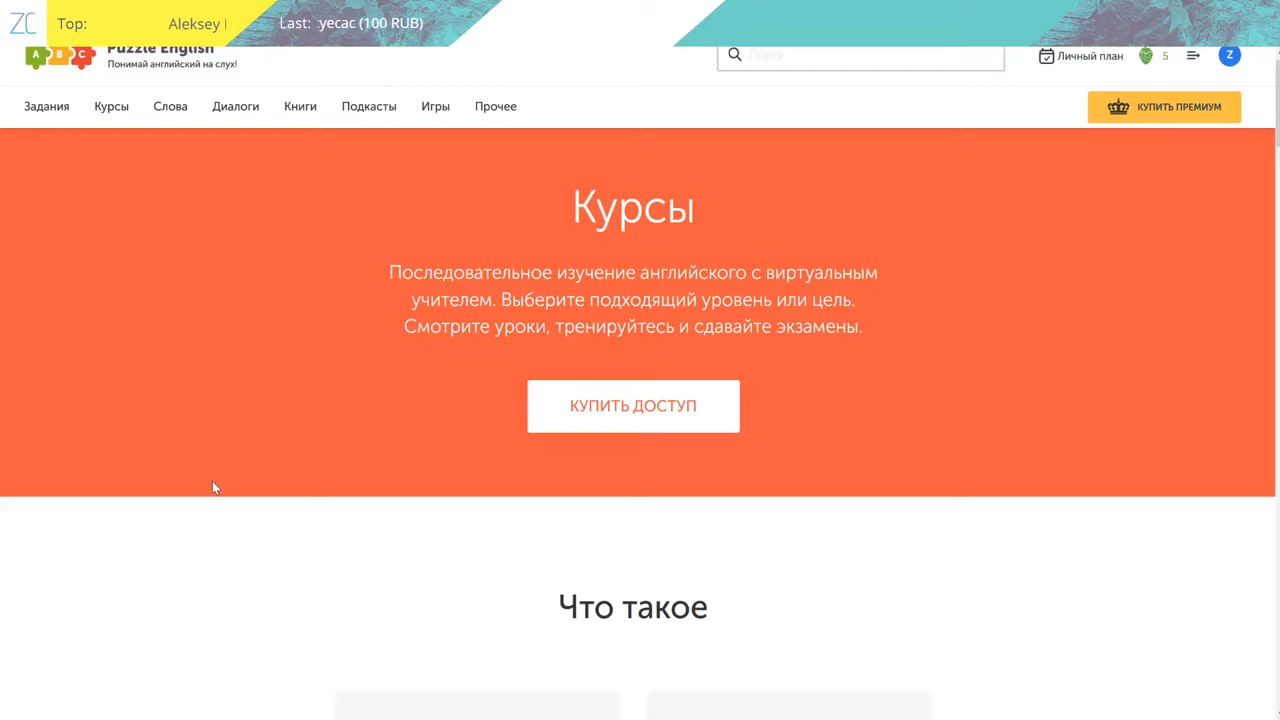 ZC
Top: Aleksey
Last: :yecac (100 RUB)
A B C
Puzzle English
Понимай английский на слух!
Поиск
Личный план
5
Z
Задания Курсы Слова Диалоги Книги Подкасты Игры Прочее
КУПИТЬ ПРЕМИУМ
Курсы
Последовательное изучение английского с виртуальным
учителем. Выберите подходящий уровень или цель.
Смотрите уроки, тренируйтесь и сдавайте экзамены.
КУПИТЬ ДОСТУП
Что такое